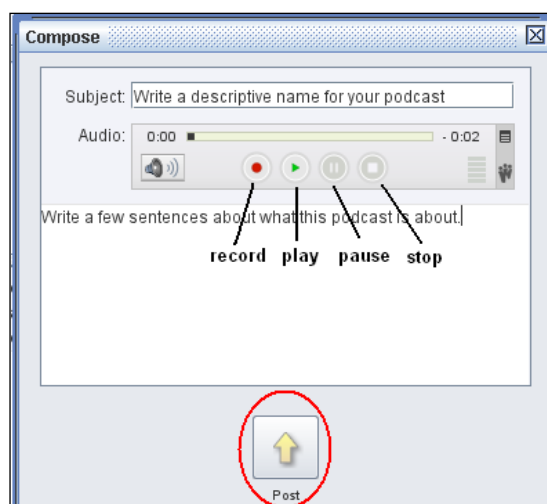 Compose
Subject: Write a descriptive name for your podcast
Audio: 0:00 - 0:02
Write a few sentences about what this podcast is about.
record play pause stop
Post